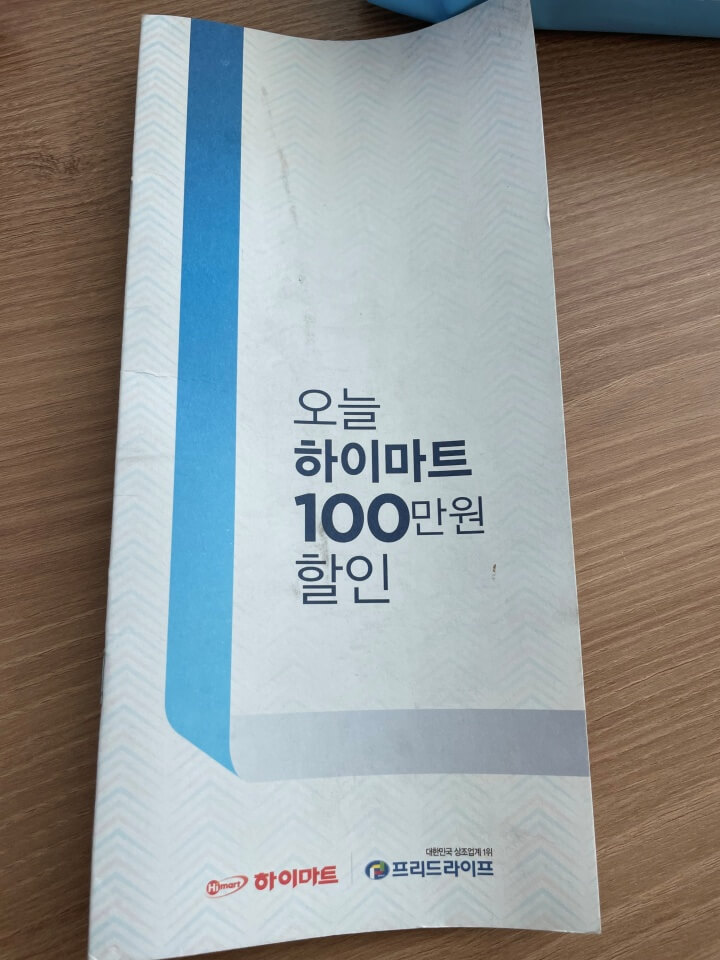 오늘
하이마트
100만원
할인
Himart 하이마트
대한민국 상조업계 1위
프리드라이프